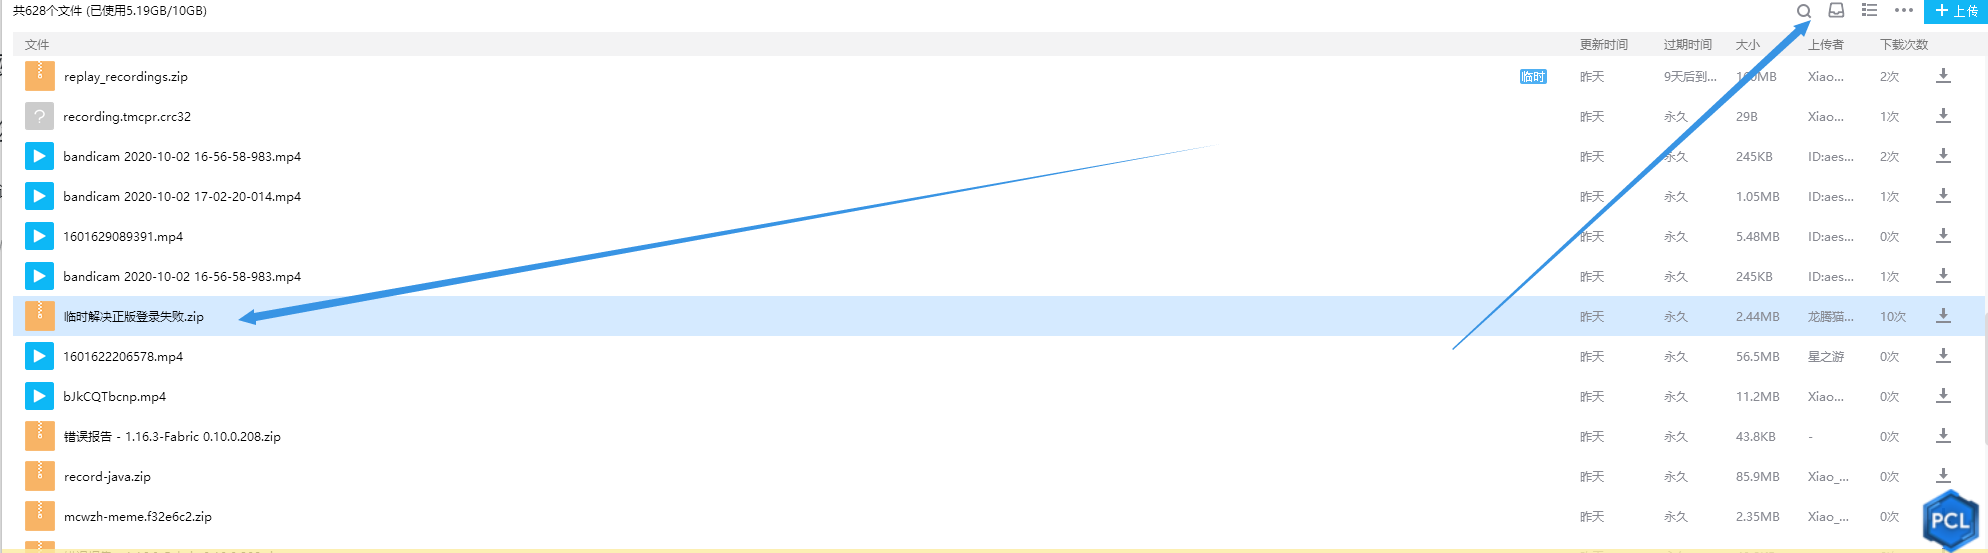 共628个文件 (已使用5.19GB/10GB)
上传
文件 更新时间 过期时间 大小 上传者 下载次数
replay_recordings.zip 临时 昨天 9天后到... 160MB Xiao... 2次
recording.tmcpr.crc32 昨天 永久 29B Xiao... 1次
bandicam 2020-10-02 16-56-58-983.mp4 昨天 永久 245KB ID:aes... 2次
bandicam 2020-10-02 17-02-20-014.mp4 昨天 永久 1.05MB ID:aes... 1次
1601629089391.mp4 昨天 永久 5.48MB ID:aes... 0次
bandicam 2020-10-02 16-56-58-983.mp4 昨天 永久 245KB ID:aes... 1次
临时解决正版登录失败.zip 昨天 永久 2.44MB 龙腾猫... 10次
1601622206578.mp4 昨天 永久 56.5MB 星之游 0次
bJkCQTbcnp.mp4 昨天 永久 11.2MB Xiao... 0次
错误报告 - 1.16.3-Fabric 0.10.0.208.zip 昨天 永久 43.8KB - 0次
record-java.zip 昨天 永久 85.9MB Xiao_... 0次
mcwzh-meme.f32e6c2.zip 昨天 永久 2.35MB Xiao_... 0次
PCL